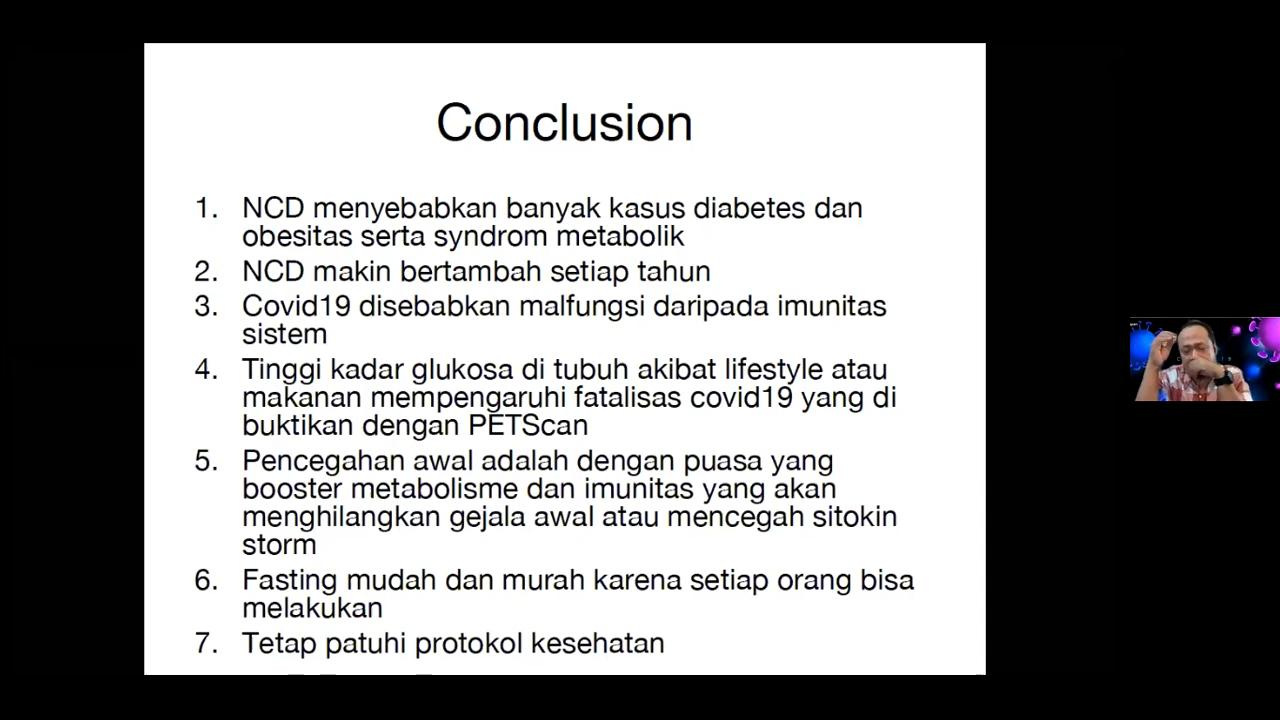 Conclusion
1. NCD menyebabkan banyak kasus diabetes dan
obesitas serta syndrom metabolik
2. NCD makin bertambah setiap tahun
3. Covid19 disebabkan malfungsi daripada imunitas
sistem
4. Tinggi kadar glukosa di tubuh akibat lifestyle atau
makanan mempengaruhi fatalisas covid19 yang di
buktikan dengan PETScan
5. Pencegahan awal adalah dengan puasa yang
booster metabolisme dan imunitas yang akan
menghilangkan gejala awal atau mencegah sitokin
storm
6. Fasting mudah dan murah karena setiap orang bisa
melakukan
7. Tetap patuhi protokol kesehatan